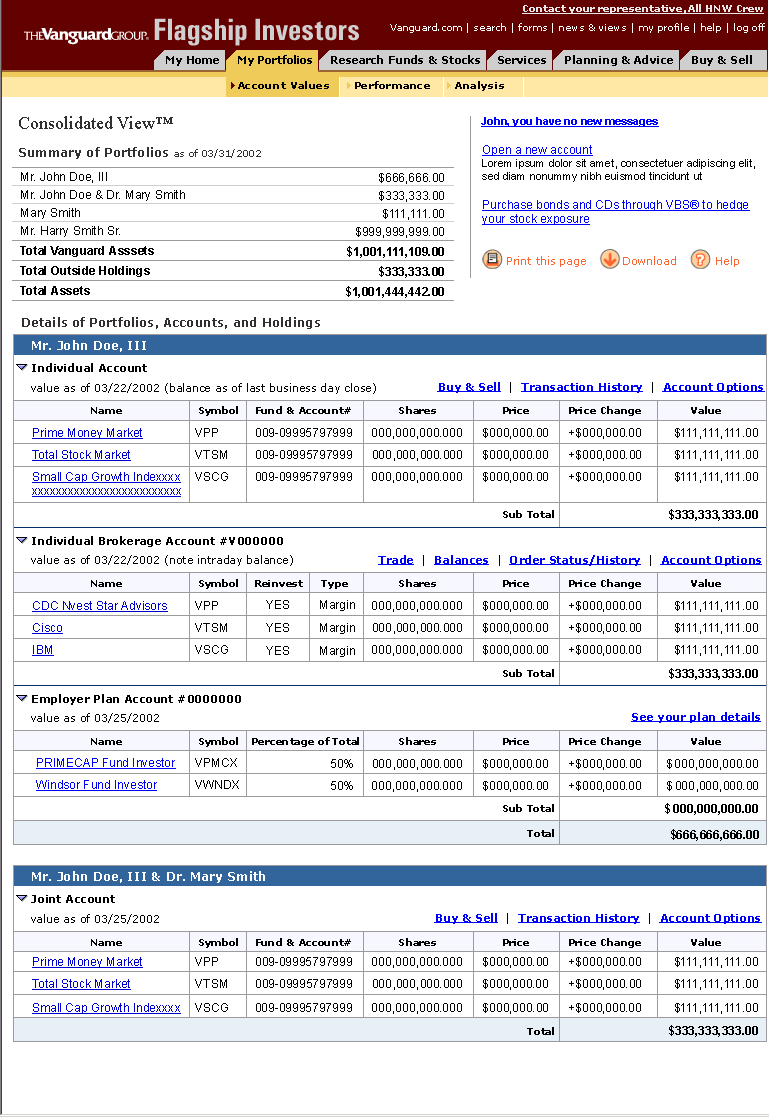 Contact your representative, All HNW Crew
THE Vanguard GROUP. Flagship Investors
Vanguard.com | search | forms | news & views | my profile | help | log off
My Home My Portfolios Research Funds & Stocks Services Planning & Advice Buy & Sell
Account Values Performance Analysis
Consolidated View™
Summary of Portfolios as of 03/31/2002
Mr. John Doe, III $666,666.00
Mr. John Doe & Dr. Mary Smith $333,333.00
Mary Smith $111,111.00
Mr. Harry Smith Sr. $999,999,999.00
Total Vanguard Asssets $1,001,111,109.00
Total Outside Holdings $333,333.00
Total Assets $1,001,444,442.00
John, you have no new messages
Open a new account
Lorem ipsum dolor sit amet, consectetuer adipiscing elit,
sed diam nonummy nibh euismod tincidunt ut
Purchase bonds and CDs through VBS® to hedge
your stock exposure
Print this page Download ? Help
Details of Portfolios, Accounts, and Holdings
Mr. John Doe, III
Individual Account
value as of 03/22/2002 (balance as of last business day close) Buy & Sell | Transaction History | Account Options
Name Symbol Fund & Account# Shares Price Price Change Value
Prime Money Market VPP 009-09995797999 000,000,000.000 $000,000.00 +$000,000.00 $111,111,111.00
Total Stock Market VTSM 009-09995797999 000,000,000.000 $000,000.00 +$000,000.00 $111,111,111.00
Small Cap Growth Indexxxx VSCG 009-09995797999 000,000,000.000 $000,000.00 +$000,000.00 $111,111,111.00
xxxxxxxxxxxxxxxxxxxxxxxxx
Sub Total $333,333,333.00
Individual Brokerage Account #V000000
value as of 03/22/2002 (note intraday balance) Trade | Balances | Order Status/History | Account Options
Name Symbol Reinvest Type Shares Price Price Change Value
CDC Nvest Star Advisors VPP YES Margin 000,000,000.000 $000,000.00 +$000,000.00 $111,111,111.00
Cisco VTSM YES Margin 000,000,000.000 $000,000.00 +$000,000.00 $111,111,111.00
IBM VSCG YES Margin 000,000,000.000 $000,000.00 +$000,000.00 $111,111,111.00
Sub Total $333,333,333.00
Employer Plan Account #0000000
value as of 03/25/2002 See your plan details
Name Symbol Percentage of Total Shares Price Price Change Value
PRIMECAP Fund Investor VPMCX 50% 000,000,000.000 $000,000.00 +$000,000.00 $000,000,000.00
Windsor Fund Investor VWNDX 50% 000,000,000.000 $000,000.00 +$000,000.00 $000,000,000.00
Sub Total $000,000,000.00
Total $666,666,666.00
Mr. John Doe, III & Dr. Mary Smith
Joint Account
value as of 03/25/2002 Buy & Sell | Transaction History | Account Options
Name Symbol Fund & Account# Shares Price Price Change Value
Prime Money Market VPP 009-09995797999 000,000,000.000 $000,000.00 +$000,000.00 $111,111,111.00
Total Stock Market VTSM 009-09995797999 000,000,000.000 $000,000.00 +$000,000.00 $111,111,111.00
Small Cap Growth Indexxxx VSCG 009-09995797999 000,000,000.000 $000,000.00 +$000,000.00 $111,111,111.00
Total $333,333,333.00